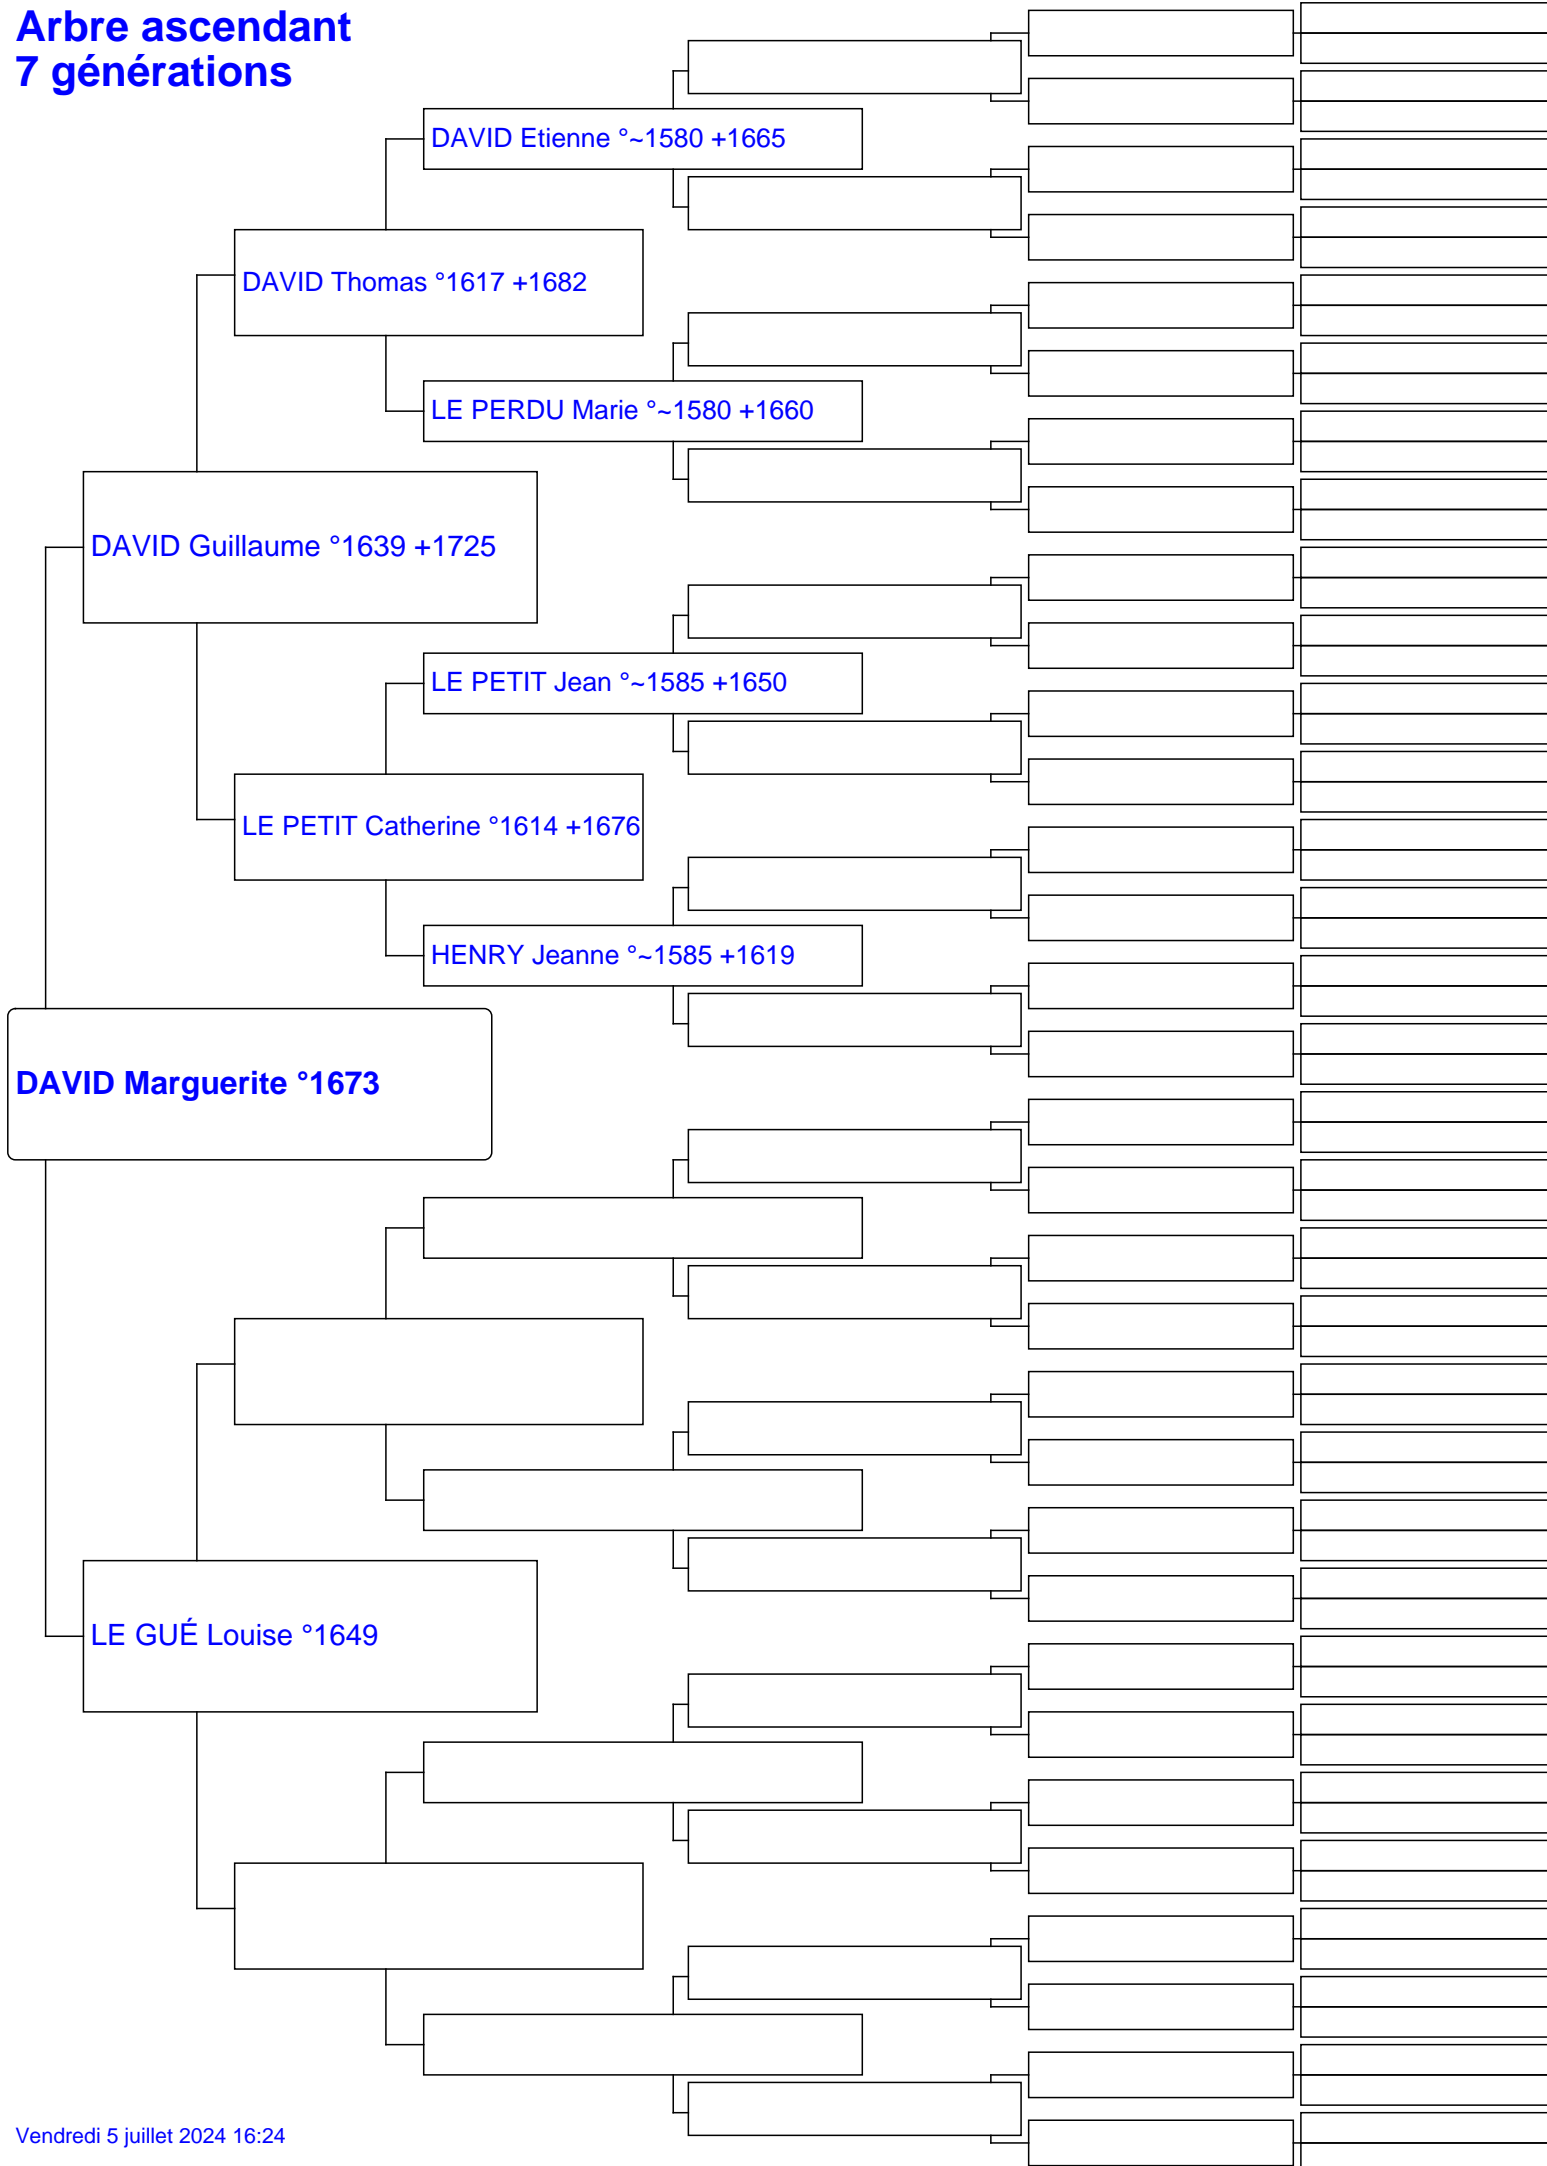 Arbre ascendant
7 générations
DAVID Etienne °~1580 +1665
DAVID Thomas °1617 +1682
LE PERDU Marie °~1580 +1660
DAVID Guillaume °1639 +1725
LE PETIT Jean °~1585 +1650
LE PETIT Catherine °1614 +1676
HENRY Jeanne °~1585 +1619
DAVID Marguerite °1673
LE GUÉ Louise °1649
Vendredi 5 juillet 2024 16:24